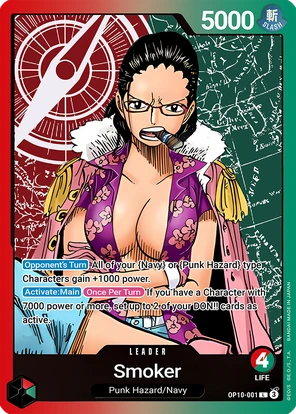 5000
斬
SLASH
Opponent's Turn All of your {Navy} or {Punk Hazard} type
Characters gain +1000 power.
Activate:Main Once Per Turn If you have a Character with
7000 power or more, set up to 2 of your DON!! cards as
active.
LEADER
Smoker
Punk Hazard/Navy
4
LIFE
OP10-001 L